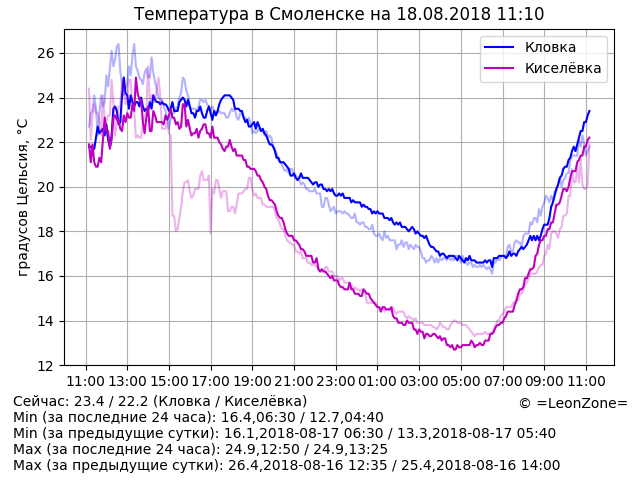 Температура в Смоленске на 18.08.2018 11:10
градусов Цельсия, °C
26
24
22
20
18
16
14
12
Кловка
Киселёвка
11:00 13:00 15:00 17:00 19:00 21:00 23:00 01:00 03:00 05:00 07:00 09:00 11:00
Сейчас: 23.4 / 22.2 (Кловка / Киселёвка)
© =LeonZone=
Min (за последние 24 часа): 16.4,06:30 / 12.7,04:40
Min (за предыдущие сутки): 16.1,2018-08-17 06:30 / 13.3,2018-08-17 05:40
Max (за последние 24 часа): 24.9,12:50 / 24.9,13:25
Max (за предыдущие сутки): 26.4,2018-08-16 12:35 / 25.4,2018-08-16 14:00